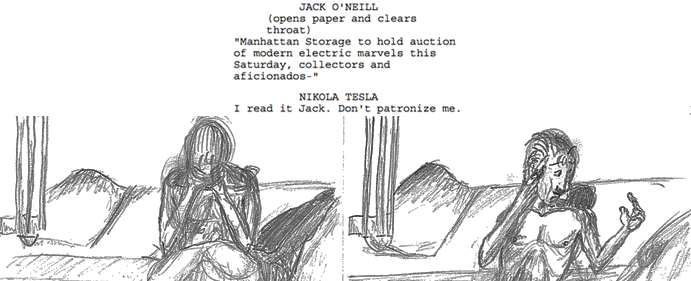 JACK O'NEILL
(opens paper and clears
throat)
"Manhattan Storage to hold auction
of modern electric marvels this
Saturday, collectors and
aficionados-"
NIKOLA TESLA
I read it Jack. Don't patronize me.